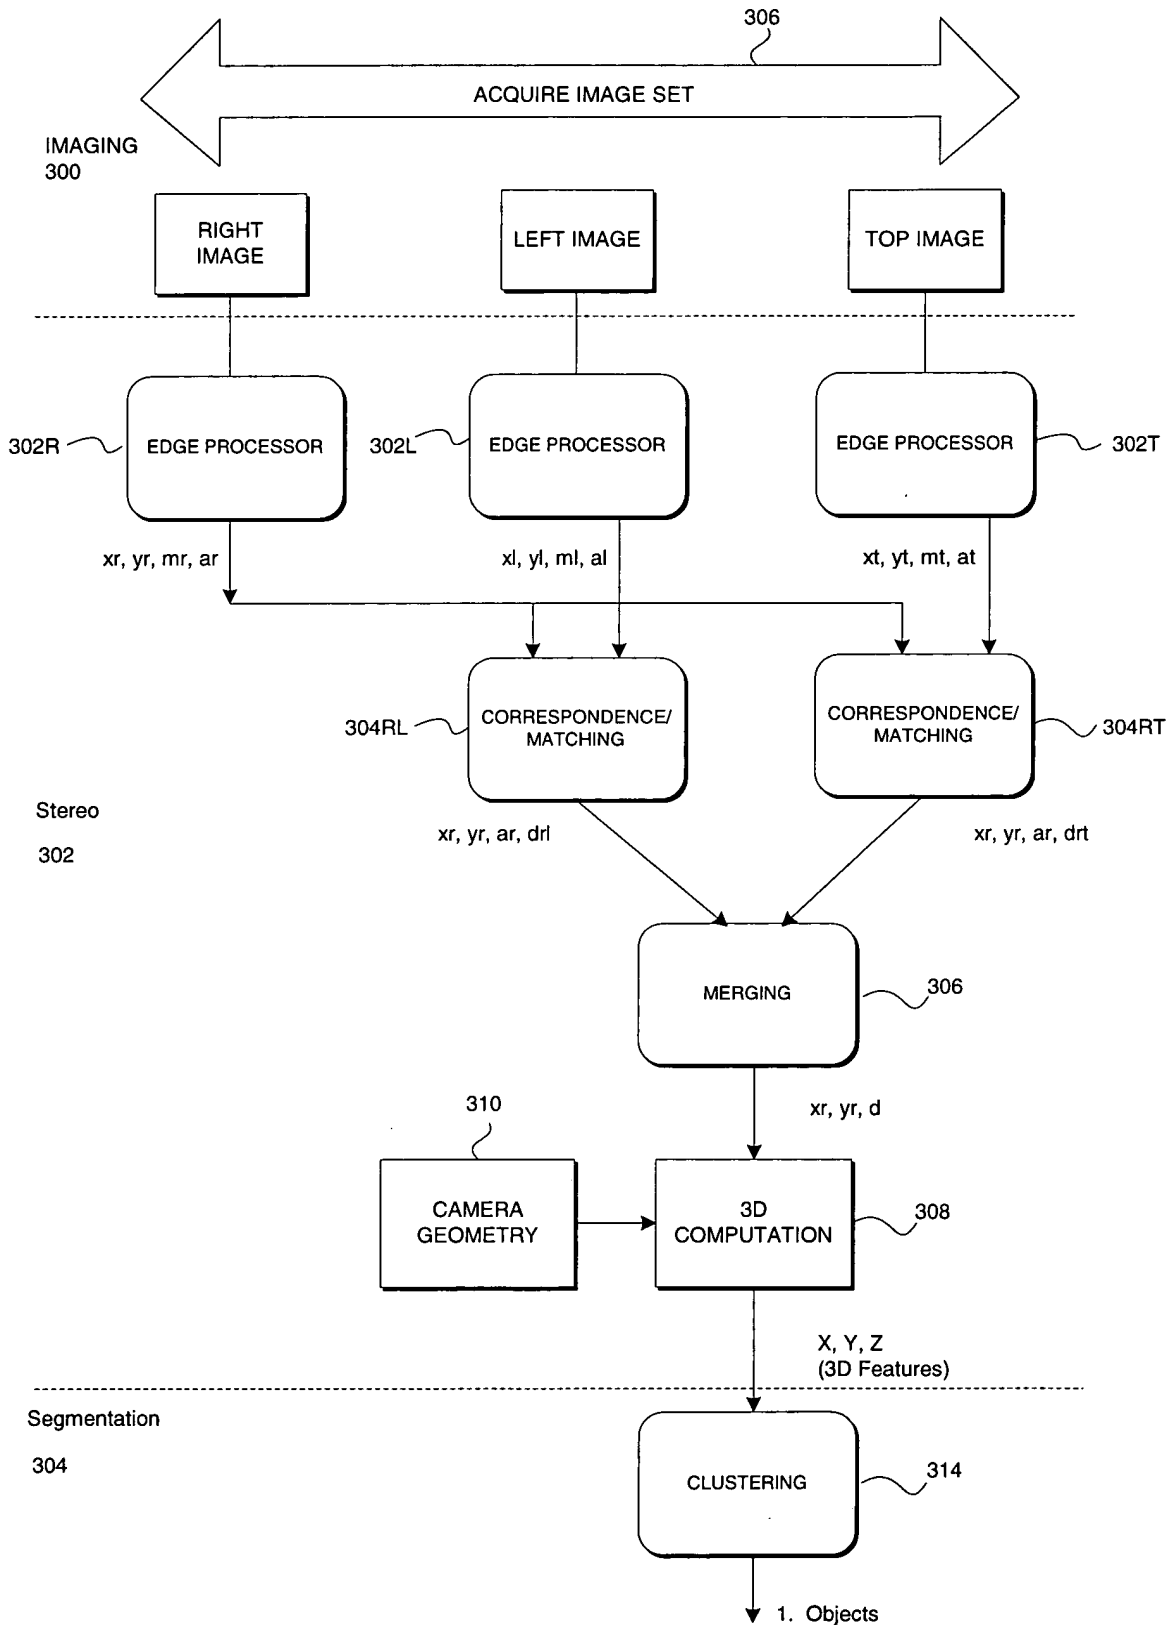 306
ACQUIRE IMAGE SET
IMAGING
300
RIGHT
IMAGE
LEFT IMAGE
TOP IMAGE
302R
EDGE PROCESSOR
302L
EDGE PROCESSOR
EDGE PROCESSOR
302T
xr, yr, mr, ar
xl, yl, ml, al
xt, yt, mt, at
304RL
CORRESPONDENCE/
MATCHING
CORRESPONDENCE/
MATCHING
304RT
Stereo
302
xr, yr, ar, drl
xr, yr, ar, drt
MERGING
306
xr, yr, d
310
CAMERA
GEOMETRY
3D
COMPUTATION
308
X, Y, Z
(3D Features)
Segmentation
304
CLUSTERING
314
1. Objects